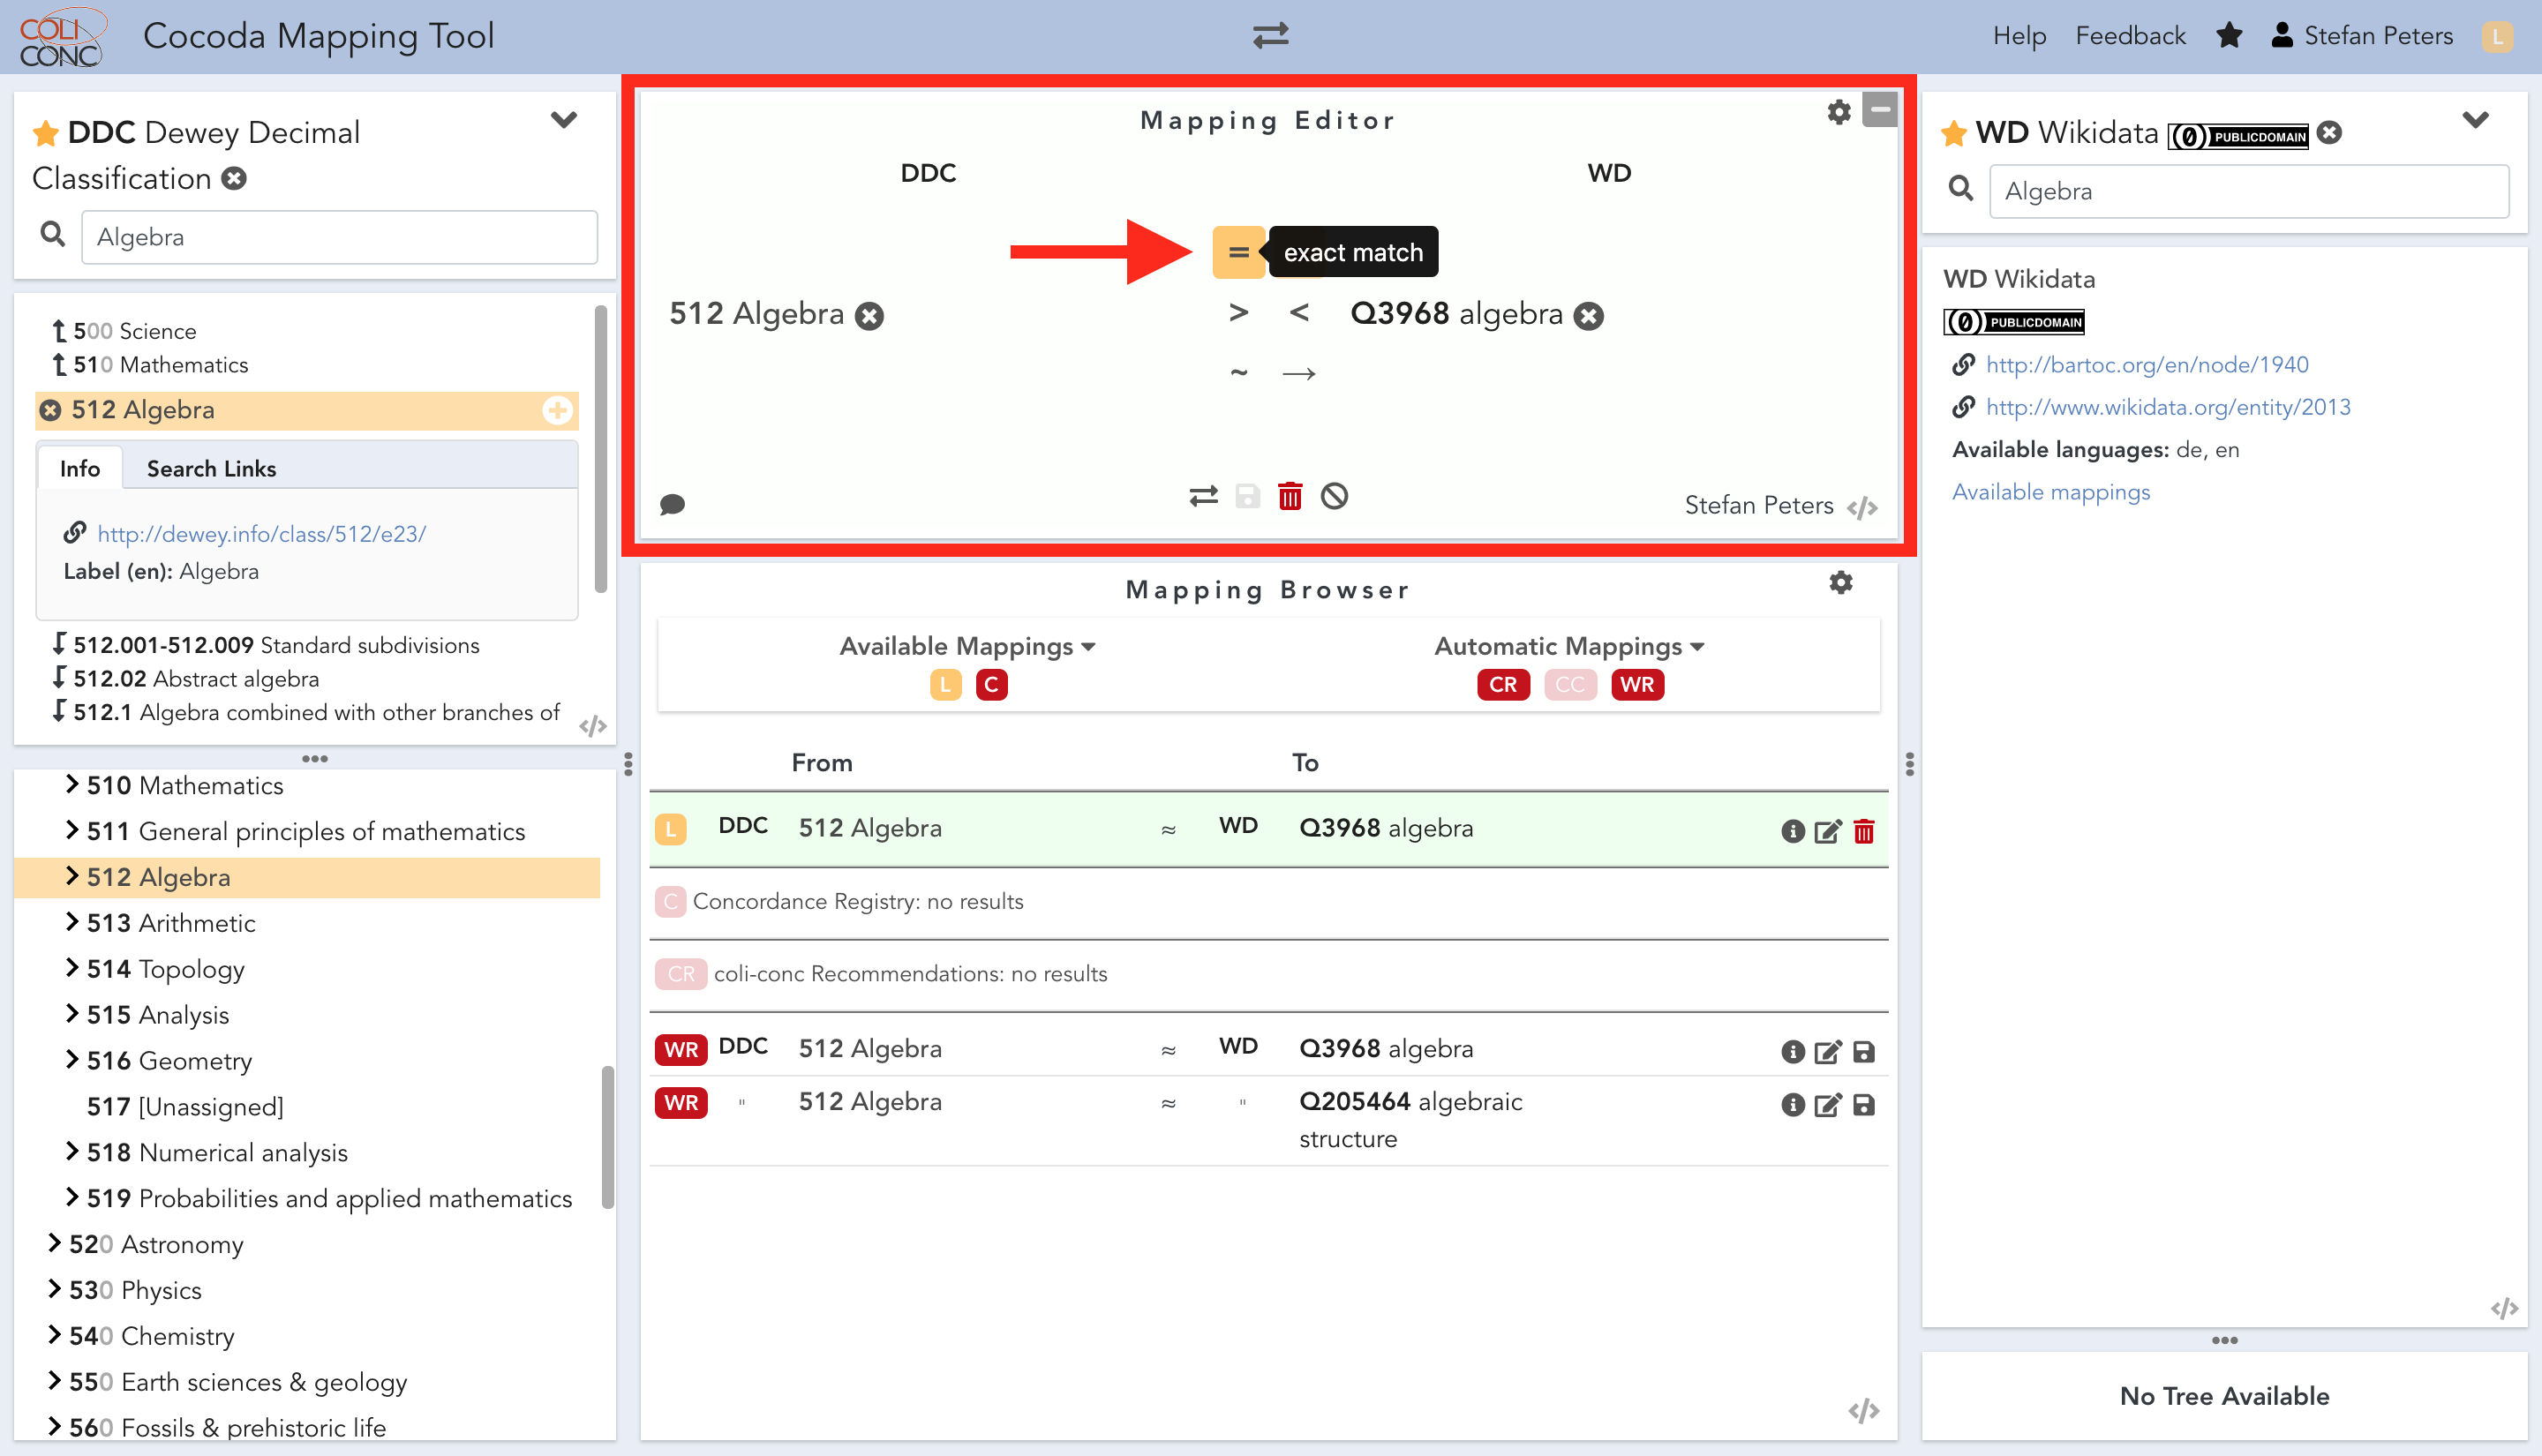 COLI CONC
Cocoda Mapping Tool
Help Feedback Stefan Peters L
DDC Dewey Decimal
Classification
Algebra
500 Science
510 Mathematics
512 Algebra
Info Search Links
http://dewey.info/class/512/e23/
Label (en): Algebra
512.001-512.009 Standard subdivisions
512.02 Abstract algebra
512.1 Algebra combined with other branches of
510 Mathematics
511 General principles of mathematics
512 Algebra
513 Arithmetic
514 Topology
515 Analysis
516 Geometry
517 [Unassigned]
518 Numerical analysis
519 Probabilities and applied mathematics
520 Astronomy
530 Physics
540 Chemistry
550 Earth sciences & geology
560 Fossils & prehistoric life
Mapping Editor
DDC WD
= exact match
512 Algebra > < Q3968 algebra
~ →
Stefan Peters </>
Mapping Browser
Available Mappings Automatic Mappings
L C CR CC WR
From To
L DDC 512 Algebra ≈ WD Q3968 algebra
C Concordance Registry: no results
CR coli-conc Recommendations: no results
WR DDC 512 Algebra ≈ WD Q3968 algebra
WR " 512 Algebra ≈ " Q205464 algebraic
structure
WD Wikidata PUBLIC DOMAIN
Algebra
WD Wikidata
PUBLIC DOMAIN
http://bartoc.org/en/node/1940
http://www.wikidata.org/entity/2013
Available languages: de, en
Available mappings
No Tree Available